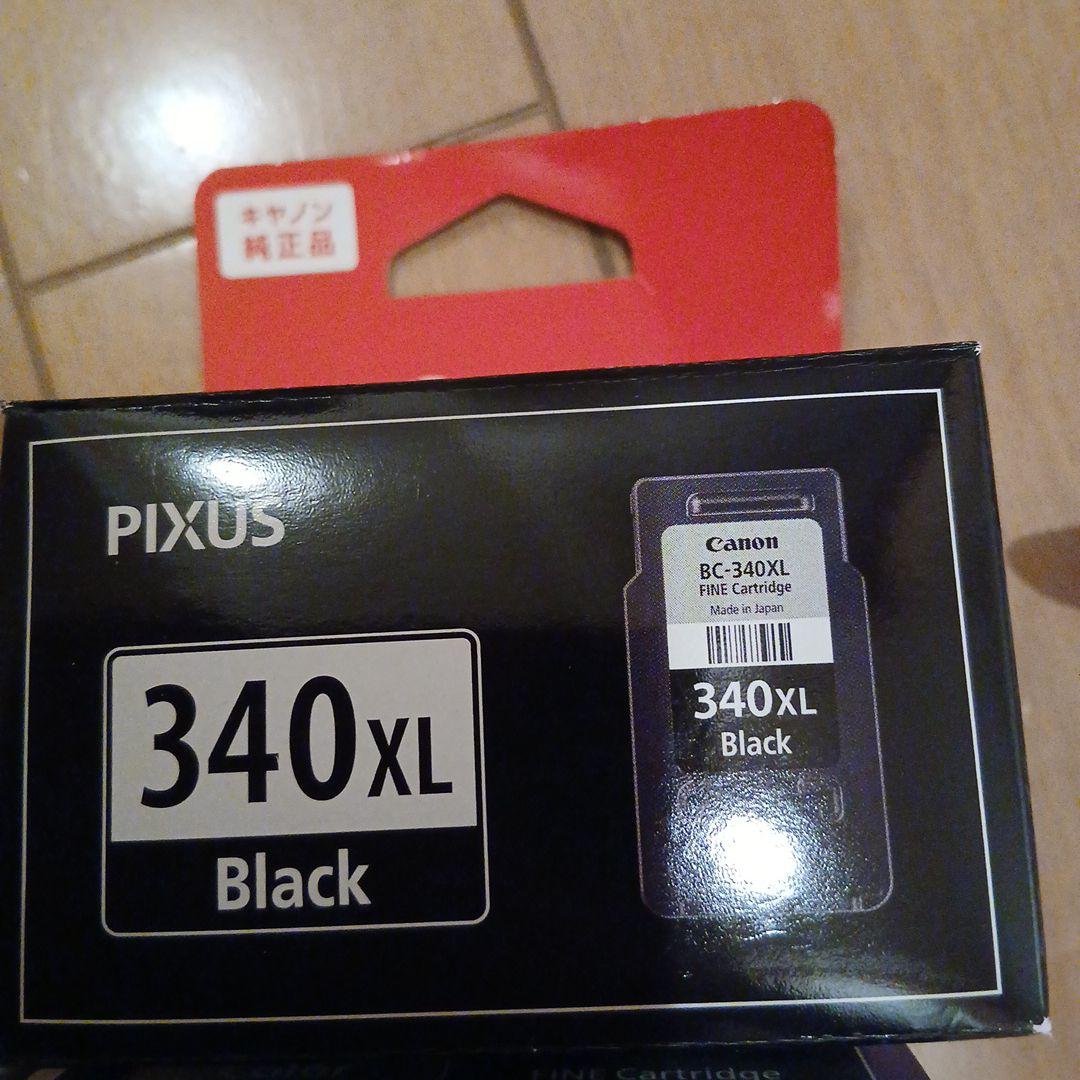 キヤノン
純正品
PIXUS
340XL
Black
Canon
BC-340XL
FINE Cartridge
Made in Japan
340XL
Black
FINE Cartridge